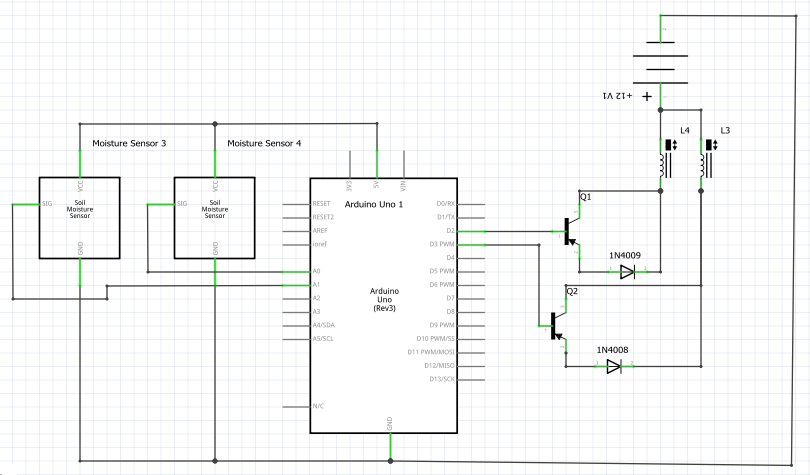 +12 V1
+
L4
L3
Moisture Sensor 3
Moisture Sensor 4
VCC
VCC
3V3
5V
VIN
SIG
Soil
Moisture
Sensor
SIG
Soil
Moisture
Sensor
GND
GND
Arduino Uno 1
RESET
RESET2
AREF
ioref
A0
A1
A2
A3
A4/SDA
A5/SCL
N/C
Arduino
Uno
(Rev3)
D0/RX
D1/TX
D2
D3 PWM
D4
D5 PWM
D6 PWM
D7
D8
D9 PWM
D10 PWM/SS
D11 PWM/MOSI
D12/MISO
D13/SCK
GND
Q1
1N4009
Q2
1N4008